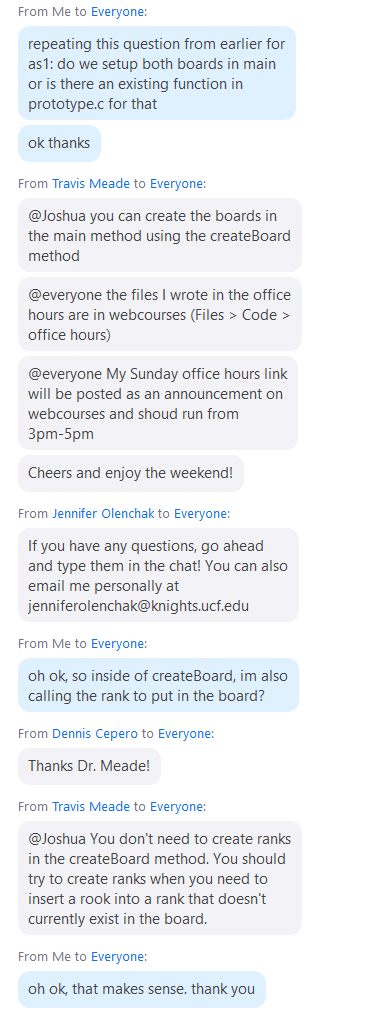 From Me to Everyone:
repeating this question from earlier for
as1: do we setup both boards in main
or is there an existing function in
prototype.c for that
ok thanks
From Travis Meade to Everyone:
@Joshua you can create the boards in
the main method using the createBoard
method
@everyone the files I wrote in the office
hours are in webcourses (Files > Code >
office hours)
@everyone My Sunday office hours link
will be posted as an announcement on
webcourses and shoud run from
3pm-5pm
Cheers and enjoy the weekend!
From Jennifer Olenchak to Everyone:
If you have any questions, go ahead
and type them in the chat! You can also
email me personally at
jenniferolenchak@knights.ucf.edu
From Me to Everyone:
oh ok, so inside of createBoard, im also
calling the rank to put in the board?
From Dennis Cepero to Everyone:
Thanks Dr. Meade!
From Travis Meade to Everyone:
@Joshua You don't need to create ranks
in the createBoard method. You should
try to create ranks when you need to
insert a rook into a rank that doesn't
currently exist in the board.
From Me to Everyone:
oh ok, that makes sense. thank you